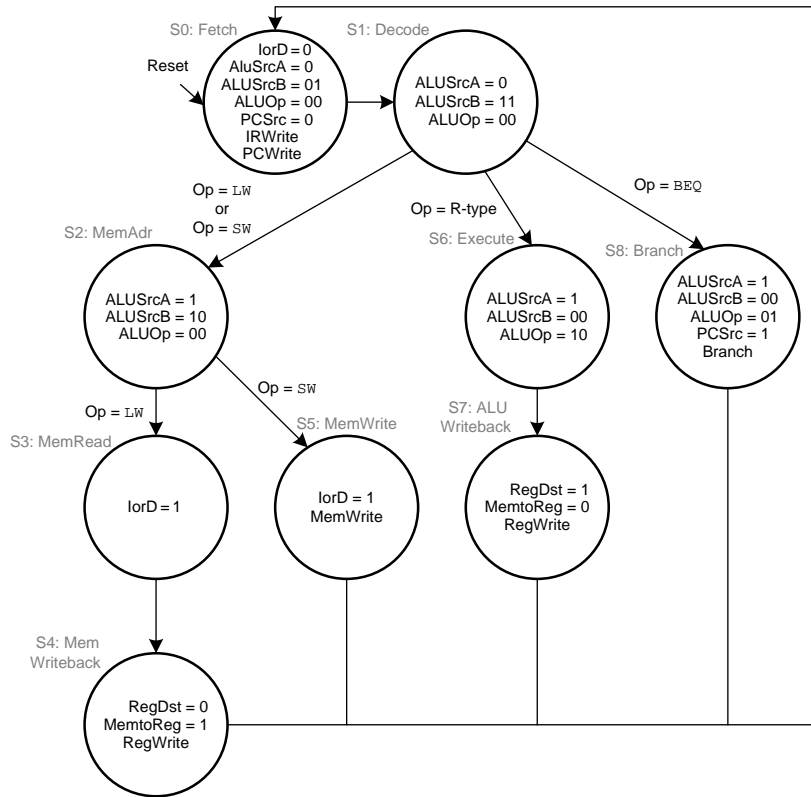 S0: Fetch
S1: Decode
Reset
IorD = 0
AluSrcA = 0
ALUSrcB = 01
ALUOp = 00
PCSrc = 0
IRWrite
PCWrite
ALUSrcA = 0
ALUSrcB = 11
ALUOp = 00
Op = LW
or
Op = SW
Op = R-type
Op = BEQ
S2: MemAdr
S6: Execute
S8: Branch
ALUSrcA = 1
ALUSrcB = 10
ALUOp = 00
ALUSrcA = 1
ALUSrcB = 00
ALUOp = 10
ALUSrcA = 1
ALUSrcB = 00
ALUOp = 01
PCSrc = 1
Branch
Op = LW
Op = SW
S3: MemRead
S5: MemWrite
S7: ALU
Writeback
IorD = 1
IorD = 1
MemWrite
RegDst = 1
MemtoReg = 0
RegWrite
S4: Mem
Writeback
RegDst = 0
MemtoReg = 1
RegWrite